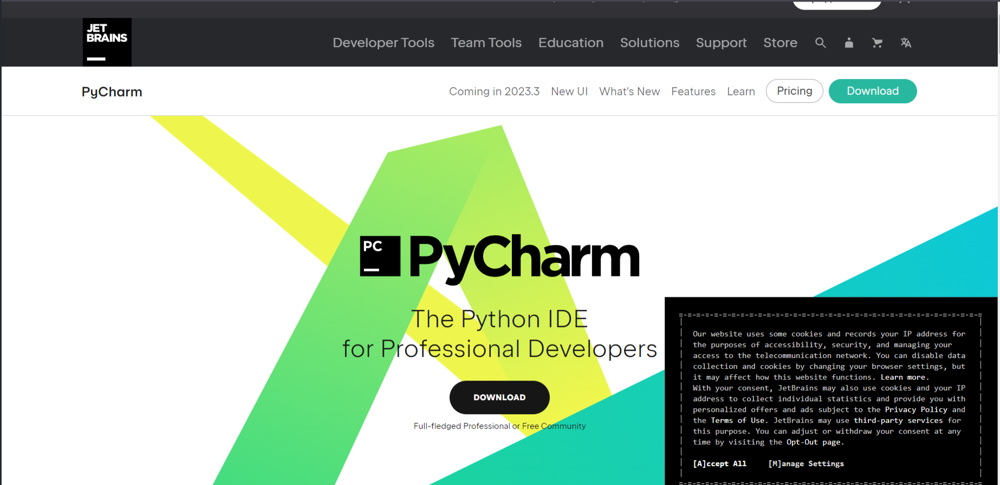 JET
BRAINS
Developer Tools Team Tools Education Solutions Support Store
PyCharm
Coming in 2023.3 New UI What's New Features Learn Pricing Download
PC
PyCharm
The Python IDE
for Professional Developers
DOWNLOAD
Full-fledged Professional or Free Community
Our website uses some cookies and records your IP address for
the purposes of accessibility, security, and managing your
access to the telecommunication network. You can disable data
collection and cookies by changing your browser settings, but
it may affect how this website functions. Learn more.
With your consent, JetBrains may also use cookies and your IP
address to collect individual statistics and provide you with
personalized offers and ads subject to the Privacy Policy and
the Terms of Use. JetBrains may use third-party services for
this purpose. You can adjust or withdraw your consent at any
time by visiting the Opt-Out page.
[A]ccept All [M]anage Settings